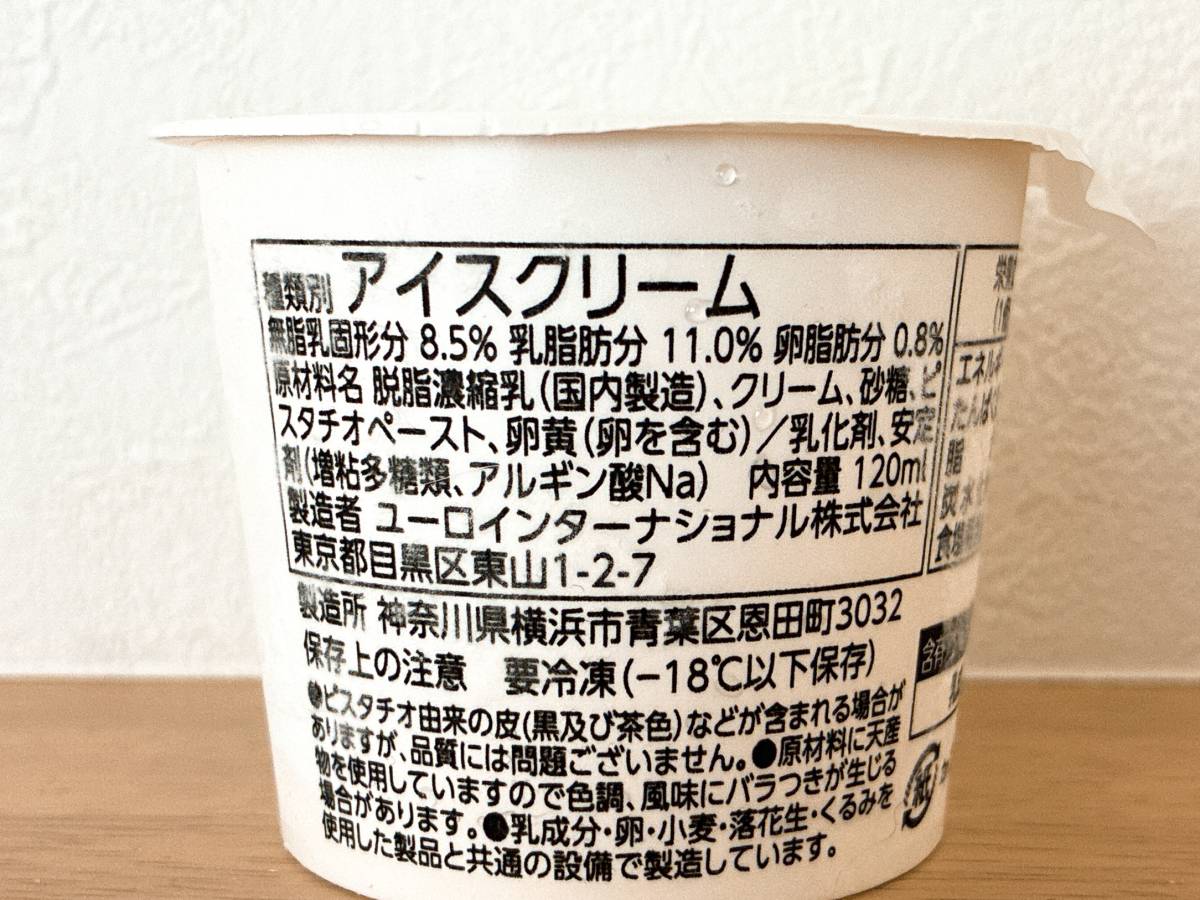 種類別 アイスクリーム
無脂乳固形分 8.5% 乳脂肪分 11.0% 卵脂肪分 0.8%
原材料名 脱脂濃縮乳(国内製造)、クリーム、砂糖、ピ
スタチオペースト、卵黄(卵を含む)/乳化剤、安定
剤(増粘多糖類、アルギン酸Na) 内容量 120ml
製造者 ユーロインターナショナル株式会社
東京都目黒区東山1-2-7
製造所 神奈川県横浜市青葉区恩田町3032
保存上の注意 要冷凍(-18℃以下保存)
●ピスタチオ由来の皮(黒及び茶色)などが含まれる場合が
ありますが、品質には問題ございません。●原材料に天産
物を使用していますので色調、風味にバラつきが生じる
場合があります。●乳成分・卵・小麦・落花生・くるみを
使用した製品と共通の設備で製造しています。
エネルギ
たんぱく
脂
炭水
食塩
紙